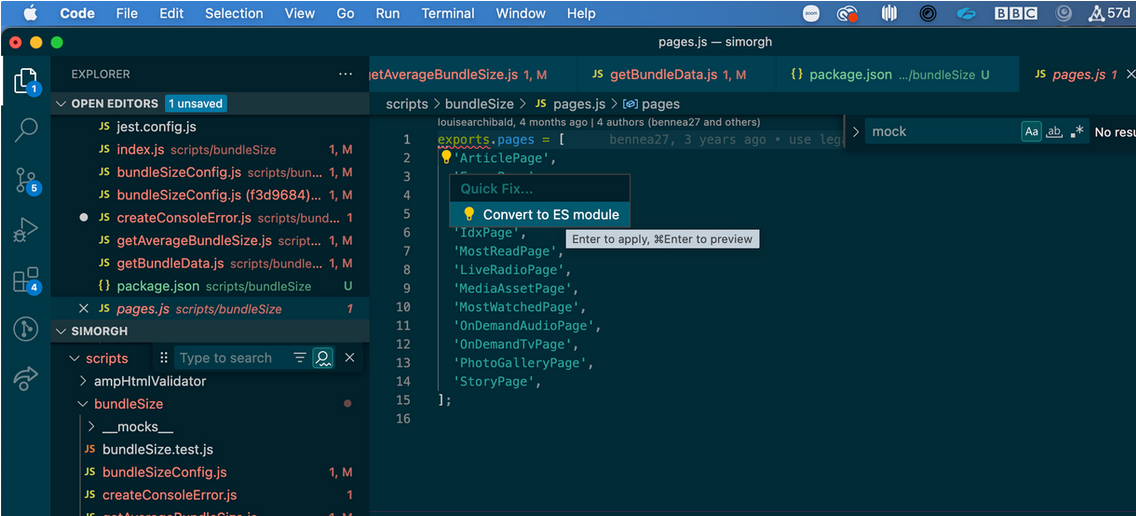 Code File Edit Selection View Go Run Terminal Window Help zoom BBC 57d
pages.js — simorgh
EXPLORER
OPEN EDITORS 1 unsaved
jest.config.js
index.js scripts/bundleSize 1, M
bundleSizeConfig.js scripts/bun... 1, M
bundleSizeConfig.js (f3d9684)... 1, M
createConsoleError.js scripts/bund... 1
getAverageBundleSize.js script... 1, M
getBundleData.js scripts/bundle... 1, M
{} package.json scripts/bundleSize U
JS pages.js scripts/bundleSize 1
SIMORGH
scripts Type to search
ampHtmlValidator
bundleSize
__mocks__
JS bundleSize.test.js
JS bundleSizeConfig.js 1, M
JS createConsoleError.js 1
JS getAverageBundleSize.js 1, M
1
5
4
getAverageBundleSize.js 1, M JS getBundleData.js 1, M {} package.json .../bundleSize U JS pages.js 1
scripts > bundleSize > JS pages.js > pages
mock Aa ab .* No resu
louisearchibald, 4 months ago | 4 authors (bennea27 and others)
1 exports.pages = [ bennea27, 3 years ago • use leg
2 'ArticlePage',
3
4
5
6 'IdxPage',
7 'MostReadPage',
8 'LiveRadioPage',
9 'MediaAssetPage',
10 'MostWatchedPage',
11 'OnDemandAudioPage',
12 'OnDemandTvPage',
13 'PhotoGalleryPage',
14 'StoryPage',
15 ];
16
Quick Fix...
Convert to ES module
Enter to apply, ⌘Enter to preview